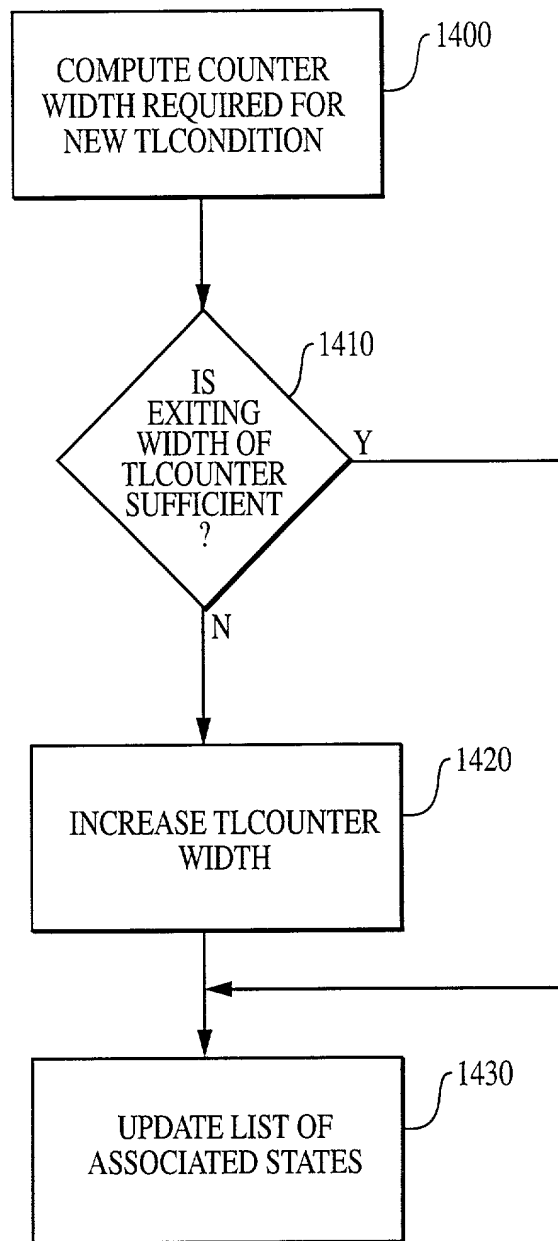 1400
COMPUTE COUNTER
WIDTH REQUIRED FOR
NEW TLCONDITION
1410
IS
EXITING
WIDTH OF
TLCOUNTER
SUFFICIENT
?
Y
N
1420
INCREASE TLCOUNTER
WIDTH
1430
UPDATE LIST OF
ASSOCIATED STATES